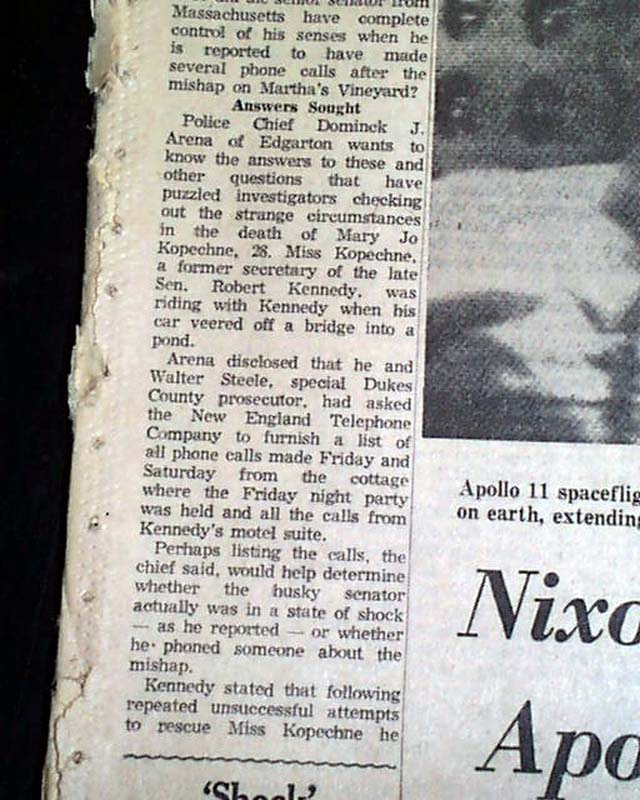 senator from
Massachusetts have complete
control of his senses when he
is reported to have made
several phone calls after the
mishap on Martha's Vineyard?
Answers Sought
Police Chief Dominck J.
Arena of Edgarton wants to
know the answers to these and
other questions that have
puzzled investigators checking
out the strange circumstances
in the death of Mary Jo
Kopechne, 28. Miss Kopechne,
a former secretary of the late
Sen. Robert Kennedy, was
riding with Kennedy when his
car veered off a bridge into a
pond.
Arena disclosed that he and
Walter Steele, special Dukes
County prosecutor, had asked
the New England Telephone
Company to furnish a list of
all phone calls made Friday and
Saturday from the cottage
where the Friday night party
was held and all the calls from
Kennedy's motel suite.
Perhaps listing the calls, the
chief said, would help determine
whether the husky senator
actually was in a state of shock
— as he reported — or whether
he phoned someone about the
mishap.
Kennedy stated that following
repeated unsuccessful attempts
to rescue Miss Kopechne he
'Shock'
Apollo 11 spaceflig
on earth, extending
Nixo
Apo